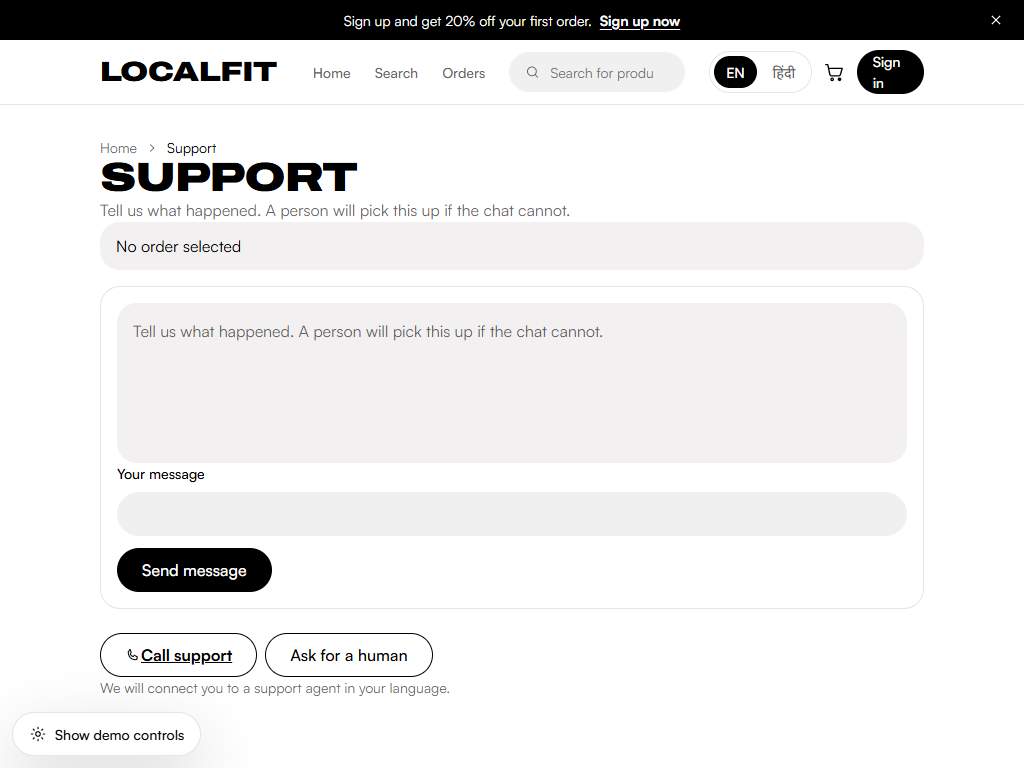 Sign up and get 20% off your first order. Sign up now
LOCALFIT
Home
Search
Orders
Search for produ
EN
हिंदी
Sign in
Home > Support
SUPPORT
Tell us what happened. A person will pick this up if the chat cannot.
No order selected
Tell us what happened. A person will pick this up if the chat cannot.
Your message
Send message
Call support
Ask for a human
We will connect you to a support agent in your language.
Show demo controls